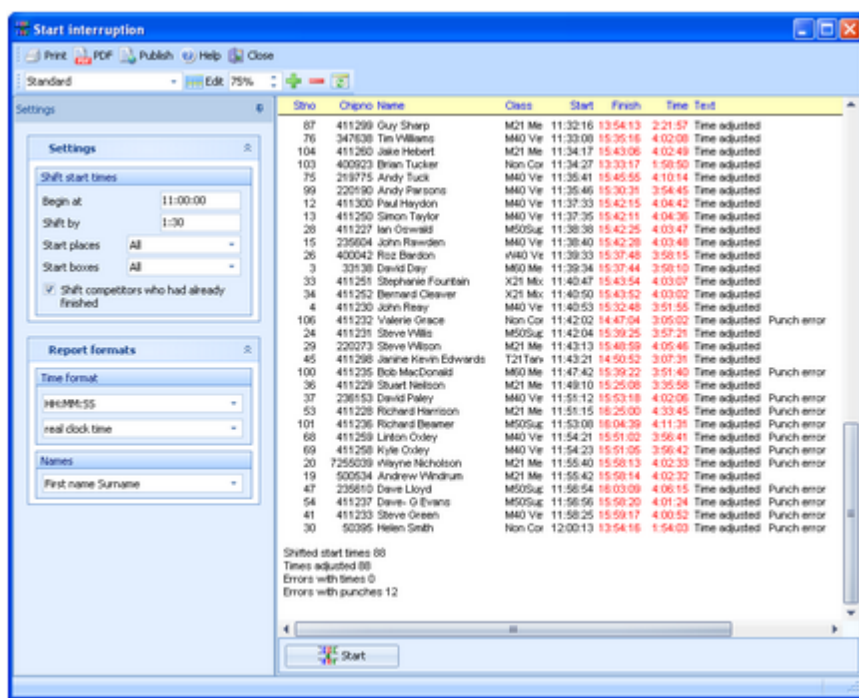 Start interruption
Print PDF Publish Help Close
Standard Edit 75%
Settings
Settings
Shift start times
Begin at 11:00:00
Shift by 1:30
Start places All
Start boxes All
Shift competitors who had already
finished
Report formats
Time format
HH:MM:SS
real clock time
Names
First name Surname
Stno Chipno Name Class Start Finish Time Text
87 411299 Guy Sharp M21 Me 11:32:16 13:54:13 2:21:57 Time adjusted
76 347638 Tim Williams M40 Ve 11:33:08 15:35:16 4:02:08 Time adjusted
104 411260 Jake Hebert M21 Me 11:34:17 15:43:06 4:02:49 Time adjusted
103 400923 Brian Tucker Non Cor 11:34:27 13:33:17 1:58:50 Time adjusted
75 219775 Andy Tuck M40 Ve 11:35:41 15:45:55 4:10:14 Time adjusted
99 220190 Andy Parsons M40 Ve 11:35:46 15:30:31 3:54:45 Time adjusted
12 411300 Paul Haydon M40 Ve 11:37:33 15:42:15 4:04:42 Time adjusted
13 411250 Simon Taylor M40 Ve 11:37:35 15:42:11 4:04:36 Time adjusted
28 411227 Ian Oswald M50Sup 11:38:38 15:42:25 4:03:47 Time adjusted
15 235604 John Rawden M40 Ve 11:38:40 15:42:28 4:03:48 Time adjusted
26 400042 Roz Bardon W40 Ve 11:39:33 15:37:48 3:58:15 Time adjusted
3 33138 David Day M60 Me 11:39:34 15:37:44 3:58:10 Time adjusted
33 411251 Stephanie Fountain X21 Mix 11:40:47 15:43:54 4:03:07 Time adjusted
34 411252 Bernard Cleaver X21 Mix 11:40:50 15:43:52 4:03:02 Time adjusted
4 411230 John Reay M40 Ve 11:40:53 15:32:48 3:51:55 Time adjusted
106 411232 Valerie Grace Non Cor 11:42:02 14:47:04 3:05:02 Time adjusted Punch error
24 411231 Steve Willis M50Sup 11:42:04 15:39:25 3:57:21 Time adjusted
29 220273 Steve Wilson M21 Me 11:43:13 15:48:59 4:05:46 Time adjusted
45 411298 Janine Kevin Edwards T21Tan 11:43:21 14:50:52 3:07:31 Time adjusted
100 411235 Bob MacDonald M60 Me 11:47:42 15:39:22 3:51:40 Time adjusted Punch error
36 411229 Stuart Neilson M21 Me 11:49:10 15:25:08 3:35:58 Time adjusted
37 236153 David Paley M40 Ve 11:51:12 15:53:18 4:02:06 Time adjusted Punch error
53 411228 Richard Harrison M21 Me 11:51:15 16:25:00 4:33:45 Time adjusted Punch error
101 411236 Richard Beamer M50Sup 11:53:08 16:04:39 4:11:31 Time adjusted Punch error
68 411259 Linton Oxley M40 Ve 11:54:21 15:51:02 3:56:41 Time adjusted Punch error
69 411258 Kyle Oxley M40 Ve 11:54:23 15:51:05 3:56:42 Time adjusted Punch error
20 7255039 Wayne Nicholson M21 Me 11:55:40 15:58:13 4:02:33 Time adjusted Punch error
19 500534 Andrew Windrum M21 Me 11:55:42 15:58:14 4:02:32 Time adjusted
47 235610 Dave Lloyd M50Sup 11:56:54 16:03:09 4:06:15 Time adjusted Punch error
54 411237 Dave- G Evans M50Sup 11:56:56 15:58:20 4:01:24 Time adjusted Punch error
41 411233 Steve Green M40 Ve 11:58:25 15:59:17 4:00:52 Time adjusted Punch error
30 50395 Helen Smith Non Cor 12:00:13 13:54:16 1:54:03 Time adjusted Punch error
Shifted start times 88
Times adjusted 88
Errors with times 0
Errors with punches 12
Start